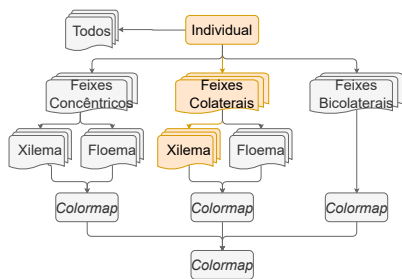 Todos
Individual
Feixes
Concêntricos
Feixes
Colaterais
Feixes
Bicolaterais
Xilema
Floema
Xilema
Floema
Colormap
Colormap
Colormap
Colormap